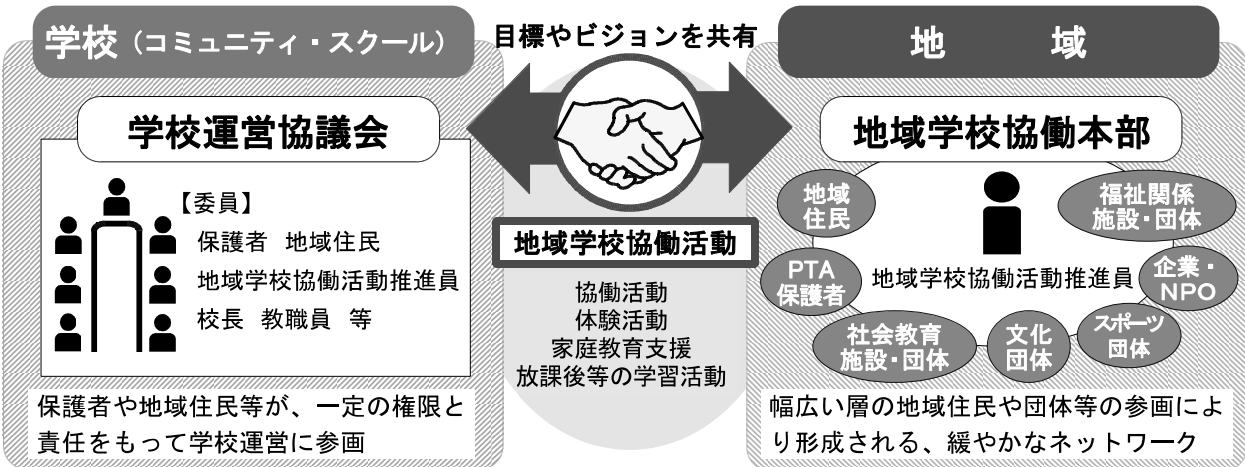 学校（コミュニティ・スクール）
目標やビジョンを共有
地　　域
学校運営協議会
【委員】
保護者　地域住民
地域学校協働活動推進員
校長　教職員　等
保護者や地域住民等が、一定の権限と
責任をもって学校運営に参画
地域学校協働活動
協働活動
体験活動
家庭教育支援
放課後等の学習活動
地域学校協働本部
地域
住民
福祉関係
施設・団体
PTA
保護者
地域学校協働活動推進員
企業・
NPO
社会教育
施設・団体
文化
団体
スポーツ
団体
幅広い層の地域住民や団体等の参画によ
り形成される、緩やかなネットワーク